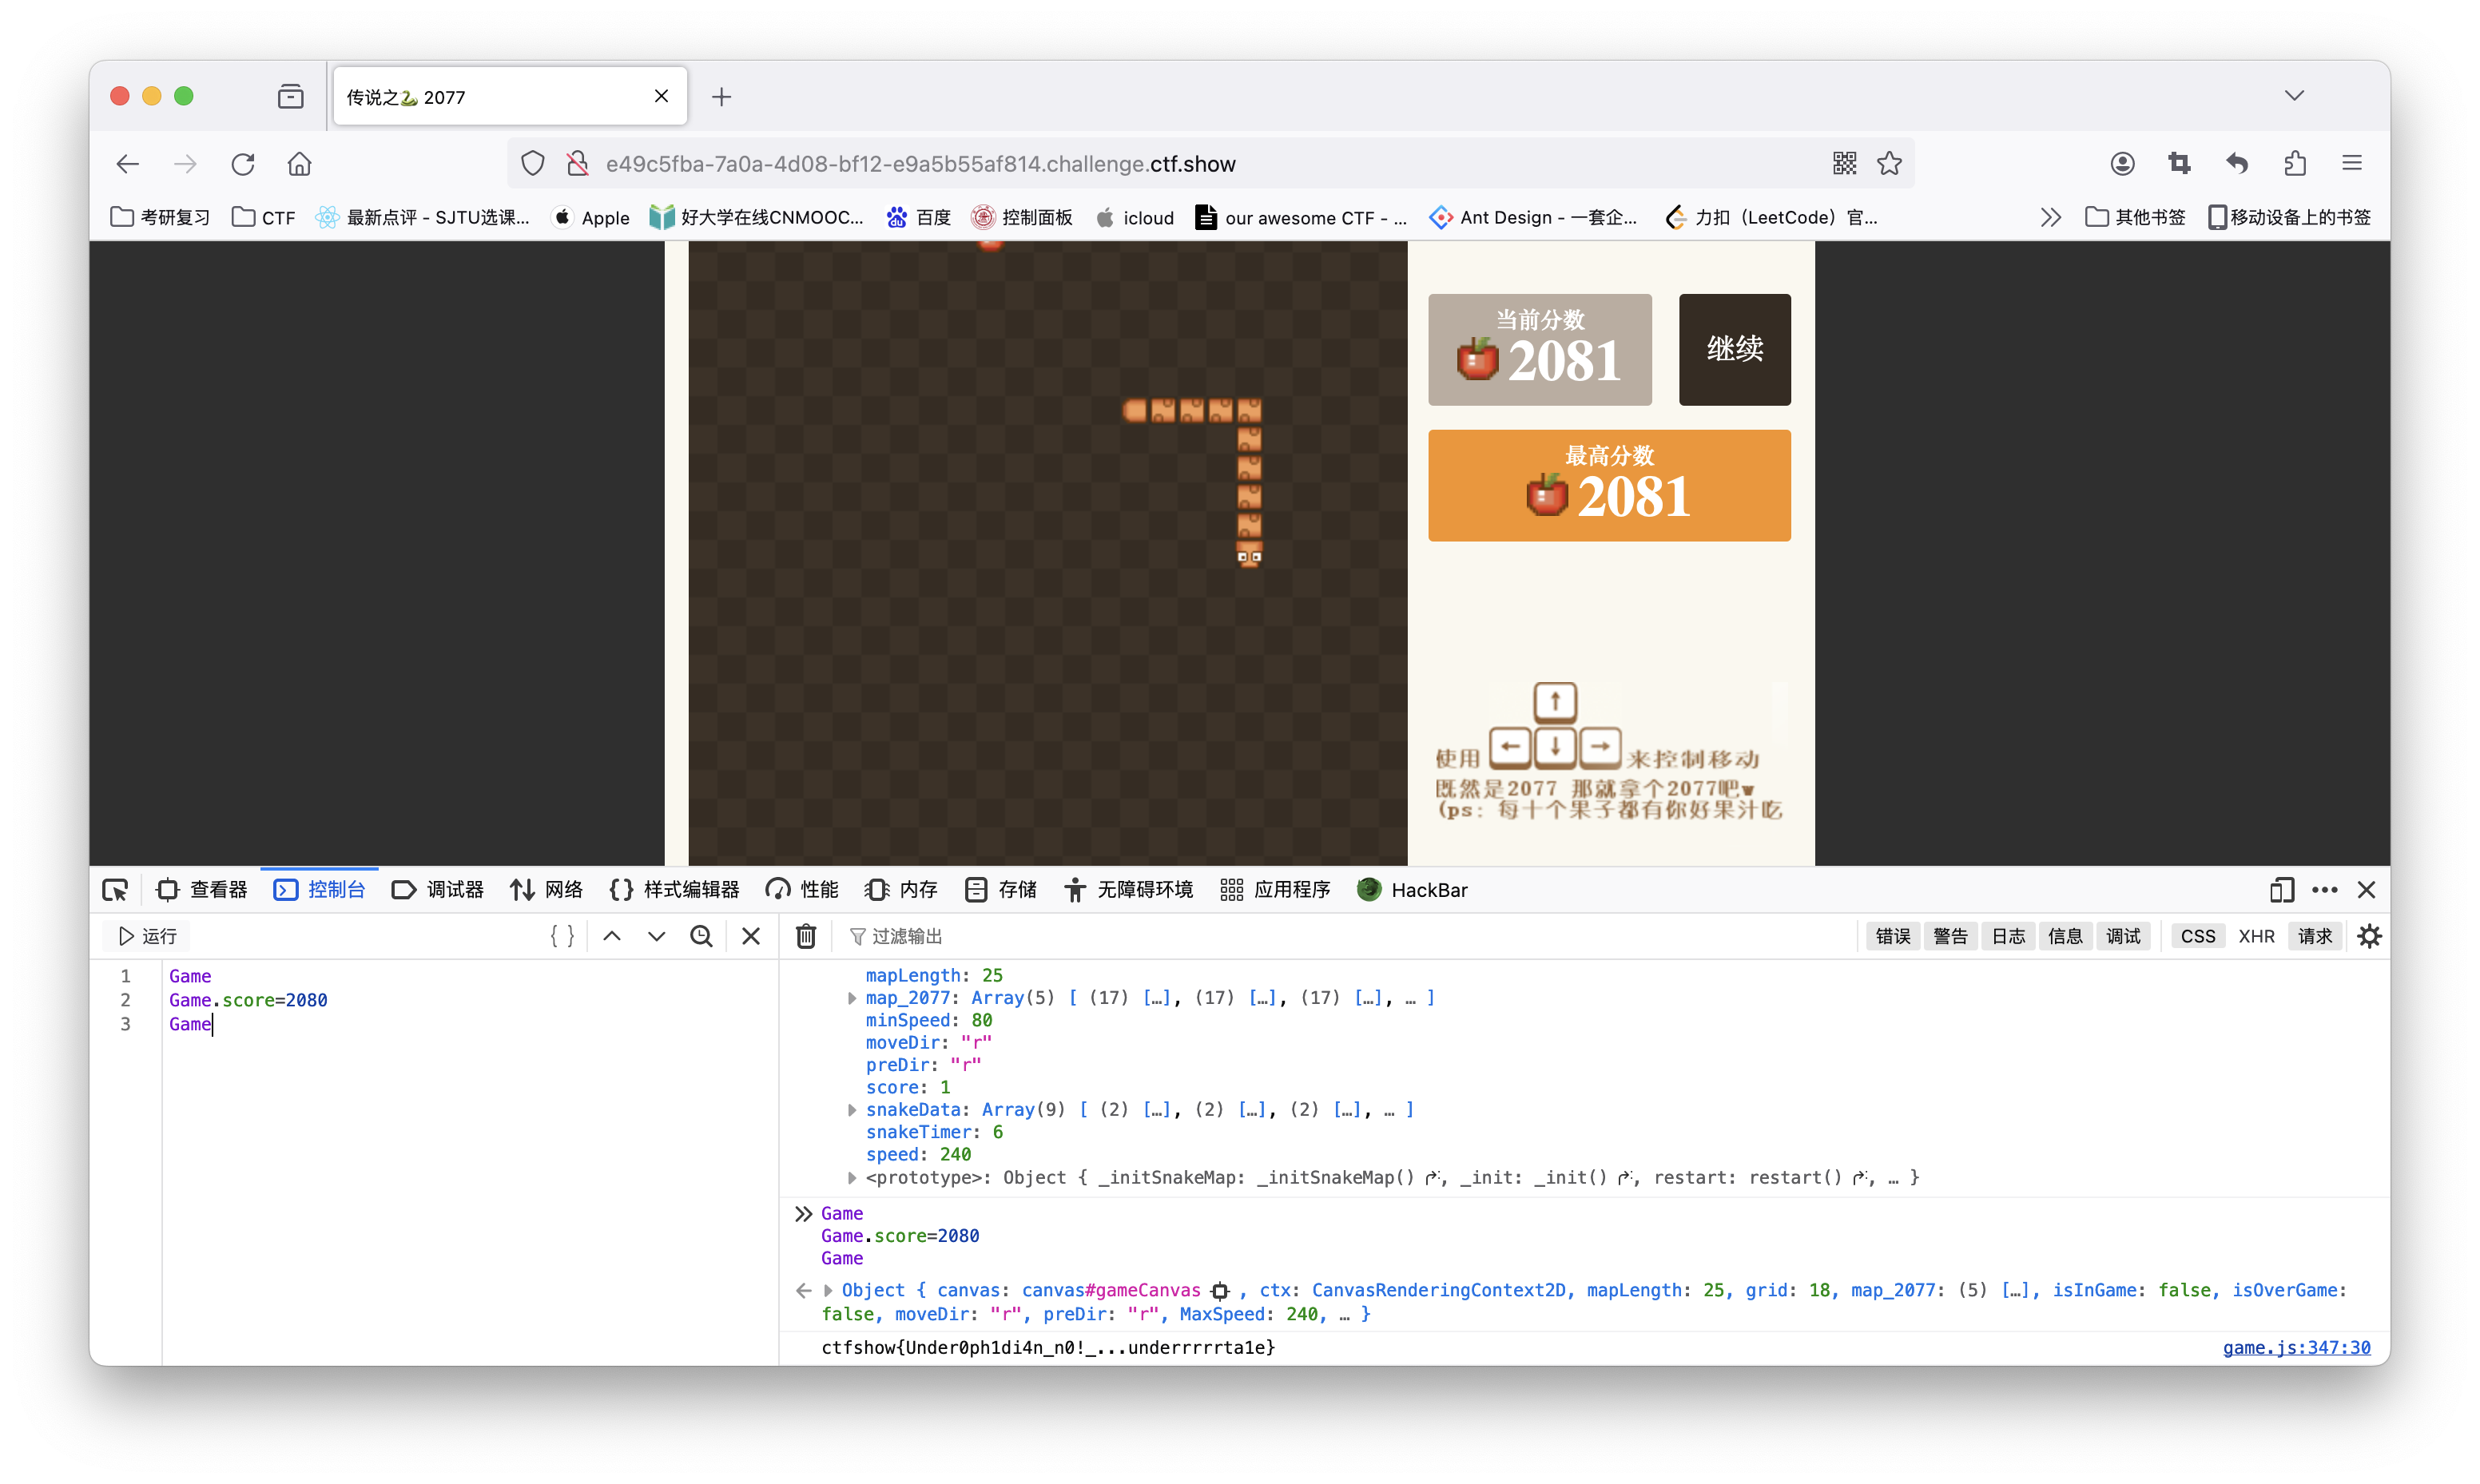 传说之🐍 2077
e49c5fba-7a0a-4d08-bf12-e9a5b55af814.challenge.ctf.show
考研复习 CTF 最新点评 - SJTU选课... Apple 好大学在线CNMOOC... 百度 控制面板 icloud our awesome CTF - ... Ant Design - 一套企... 力扣（LeetCode）官... 其他书签 移动设备上的书签
当前分数
2081
继续
最高分数
2081
使用 ↑ ← ↓ → 来控制移动
既然是2077 那就拿个2077吧
(ps: 每十个果子都有你好果汁吃
查看器 控制台 调试器 网络 {} 样式编辑器 性能 内存 存储 无障碍环境 应用程序 HackBar
运行 { } 过滤输出 错误 警告 日志 信息 调试 CSS XHR 请求
1 Game
2 Game.score=2080
3 Game
mapLength: 25
map_2077: Array(5) [ (17) […], (17) […], (17) […], … ]
minSpeed: 80
moveDir: "r"
preDir: "r"
score: 1
snakeData: Array(9) [ (2) […], (2) […], (2) […], … ]
snakeTimer: 6
speed: 240
<prototype>: Object { _initSnakeMap: _initSnakeMap(), _init: _init(), restart: restart(), … }
Game
Game.score=2080
Game
Object { canvas: canvas#gameCanvas , ctx: CanvasRenderingContext2D, mapLength: 25, grid: 18, map_2077: (5) […], isInGame: false, isOverGame:
false, moveDir: "r", preDir: "r", MaxSpeed: 240, … }
ctfshow{Under0ph1di4n_n0!_...underrrrrta1e} game.js:347:30